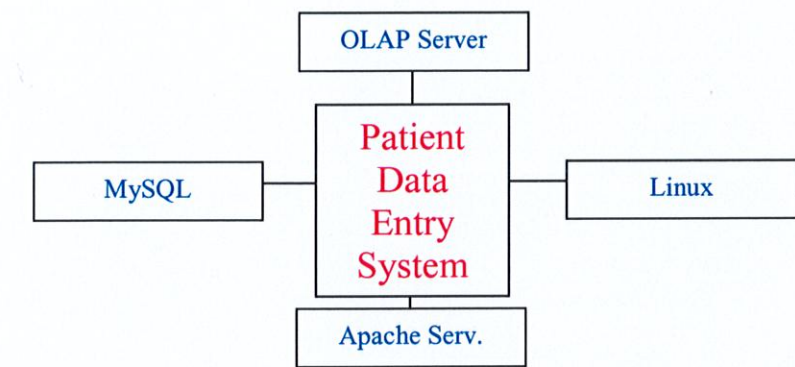 OLAP Server
Patient
Data
Entry
System
MySQL
Linux
Apache Serv.